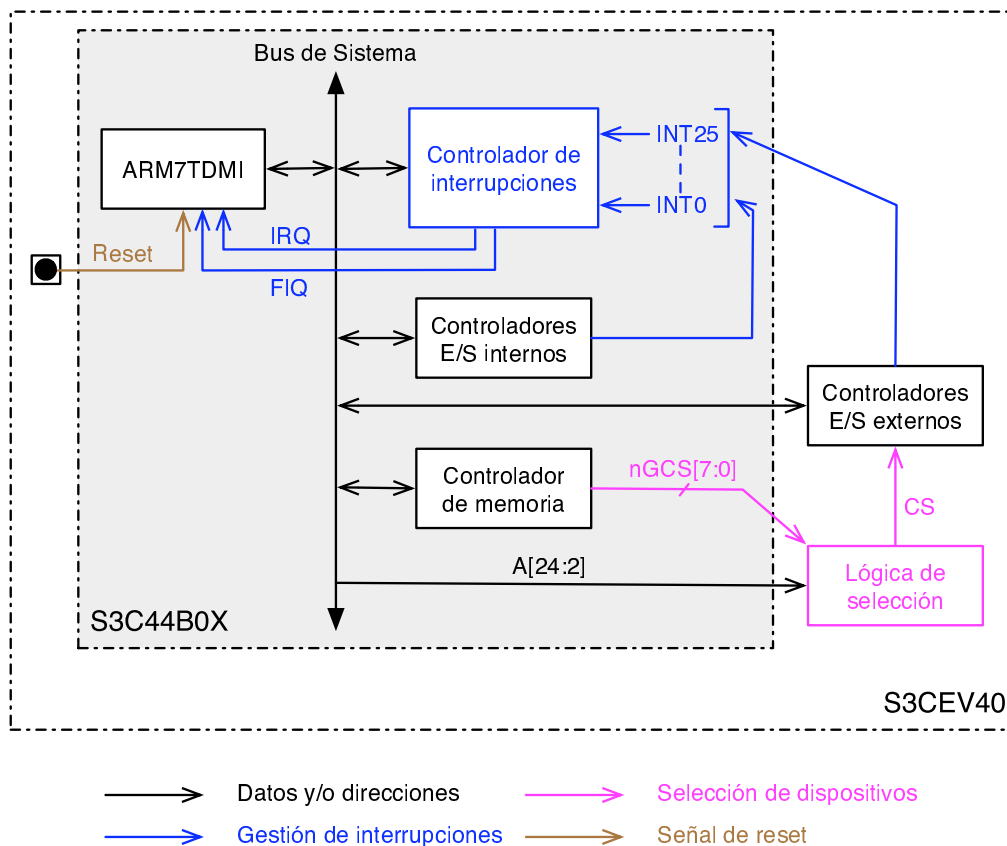 Bus de Sistema
ARM7TDMI
Controlador de
interrupciones
INT25
INT0
IRQ
Reset
FIQ
Controladores
E/S internos
Controladores
E/S externos
Controlador
de memoria
nGCS[7:0]
CS
A[24:2]
Lógica de
selección
S3C44B0X
S3CEV40
Datos y/o direcciones
Selección de dispositivos
Gestión de interrupciones
Señal de reset